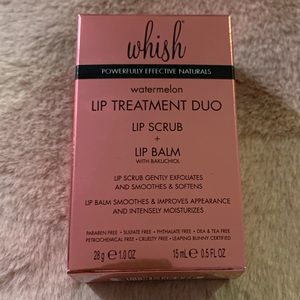 whish
POWERFULLY EFFECTIVE NATURALS
watermelon
LIP TREATMENT DUO
LIP SCRUB
+
LIP BALM
WITH BAKUCHIOL
LIP SCRUB GENTLY EXFOLIATES
AND SMOOTHES & SOFTENS
LIP BALM SMOOTHES & IMPROVES APPEARANCE
AND INTENSELY MOISTURIZES
PARABEN FREE • SULFATE FREE • PHTHALATE FREE • DEA & TEA FREE
PETROCHEMICAL FREE • CRUELTY FREE • LEAPING BUNNY CERTIFIED
28 g ℮ 1.0 OZ 15 mL ℮ 0.5 FL OZ